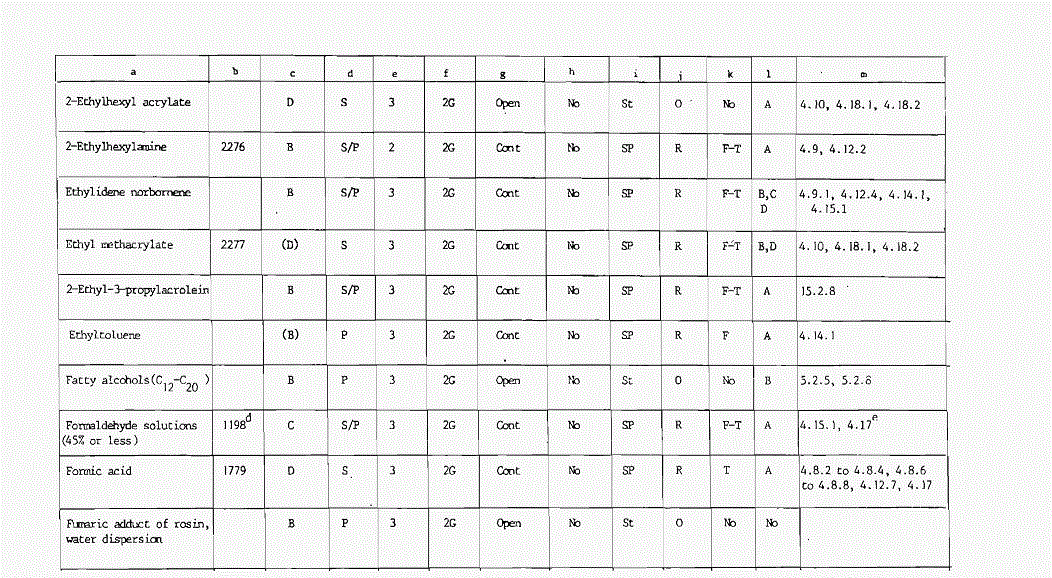 a b c d e f g h i j k l m
2-Ethylhexyl acrylate D S 3 2G Open No St O No A 4.10, 4.18.1, 4.18.2
2-Ethylhexylamine 2276 B S/P 2 2G Cont No SP R F-T A 4.9, 4.12.2
Ethylidene norbornene B S/P 3 2G Cont No SP R F-T B,C 4.9.1, 4.12.4, 4.14.1,
D 4.15.1
Ethyl methacrylate 2277 (D) S 3 2G Cont No SP R F-T B,D 4.10, 4.18.1, 4.18.2
2-Ethyl-3-propylacrolein B S/P 3 2G Cont No SP R F-T A 15.2.8
Ethyltoluene (B) P 3 2G Cont No SP R F A 4.14.1
Fatty alcohols(C12-C20 ) B P 3 2G Open No St O No B 5.2.5, 5.2.8
Formaldehyde solutions 1198d C S/P 3 2G Cont No SP R F-T A 4.15.1, 4.17e
(45% or less)
Formic acid 1779 D S 3 2G Cont No SP R T A 4.8.2 to 4.8.4, 4.8.6
to 4.8.8, 4.12.7, 4.17
Fumaric adduct of rosin, B P 3 2G Open No St O No No
water dispersion